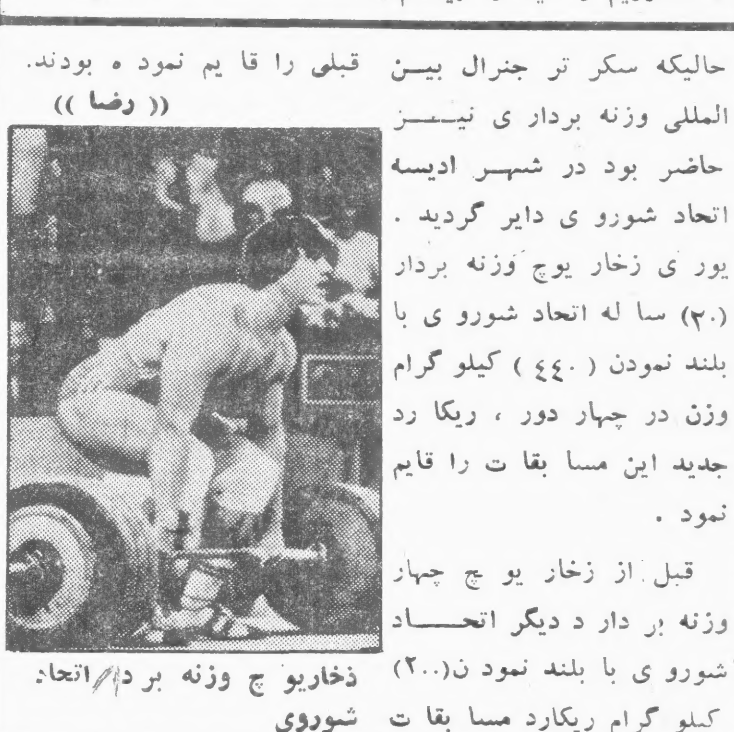 حالیکه سکر تر جنرال بین
المللی وزنه بردار ی نیــز
حاضر بود در شهر ادیسه
اتحاد شورو ی دایر گردید .
یور ی زخار یوچ وزنه بردار
(۲۰) سا له اتحاد شورو ی با
بلند نمودن ( ٤٤۰ ) کیلو گرام
وزن در چهار دور ، ریکا رد
جدید این مسا بقا ت را قایم
نمود .
قبل از زخار یو چ چهار
وزنه بر دار د دیگر اتحــاد
شورو ی با بلند نمود ن(۲۰۰)
کیلو گرام ریکارد مسا بقا ت
قبلی را قا یم نمود ه بودند.
(( رضا ))
ذخاریو چ وزنه بر دار اتحاد
شوروی